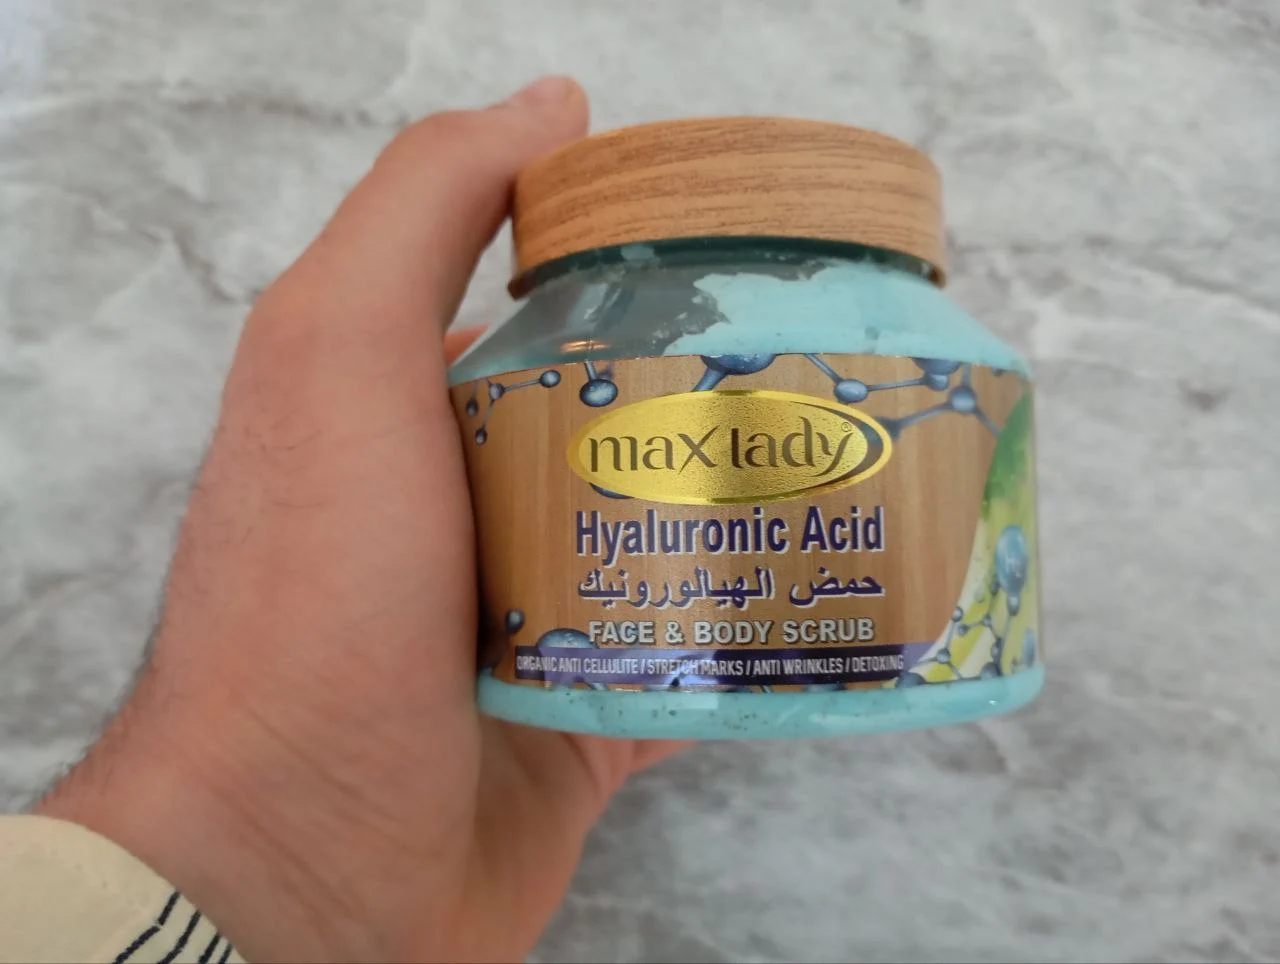 max lady®
Hyaluronic Acid
حمض الهيالورونيك
FACE & BODY SCRUB
ORGANIC ANTI CELLULITE / STRETCH MARKS / ANTI WRINKLES / DETOXING